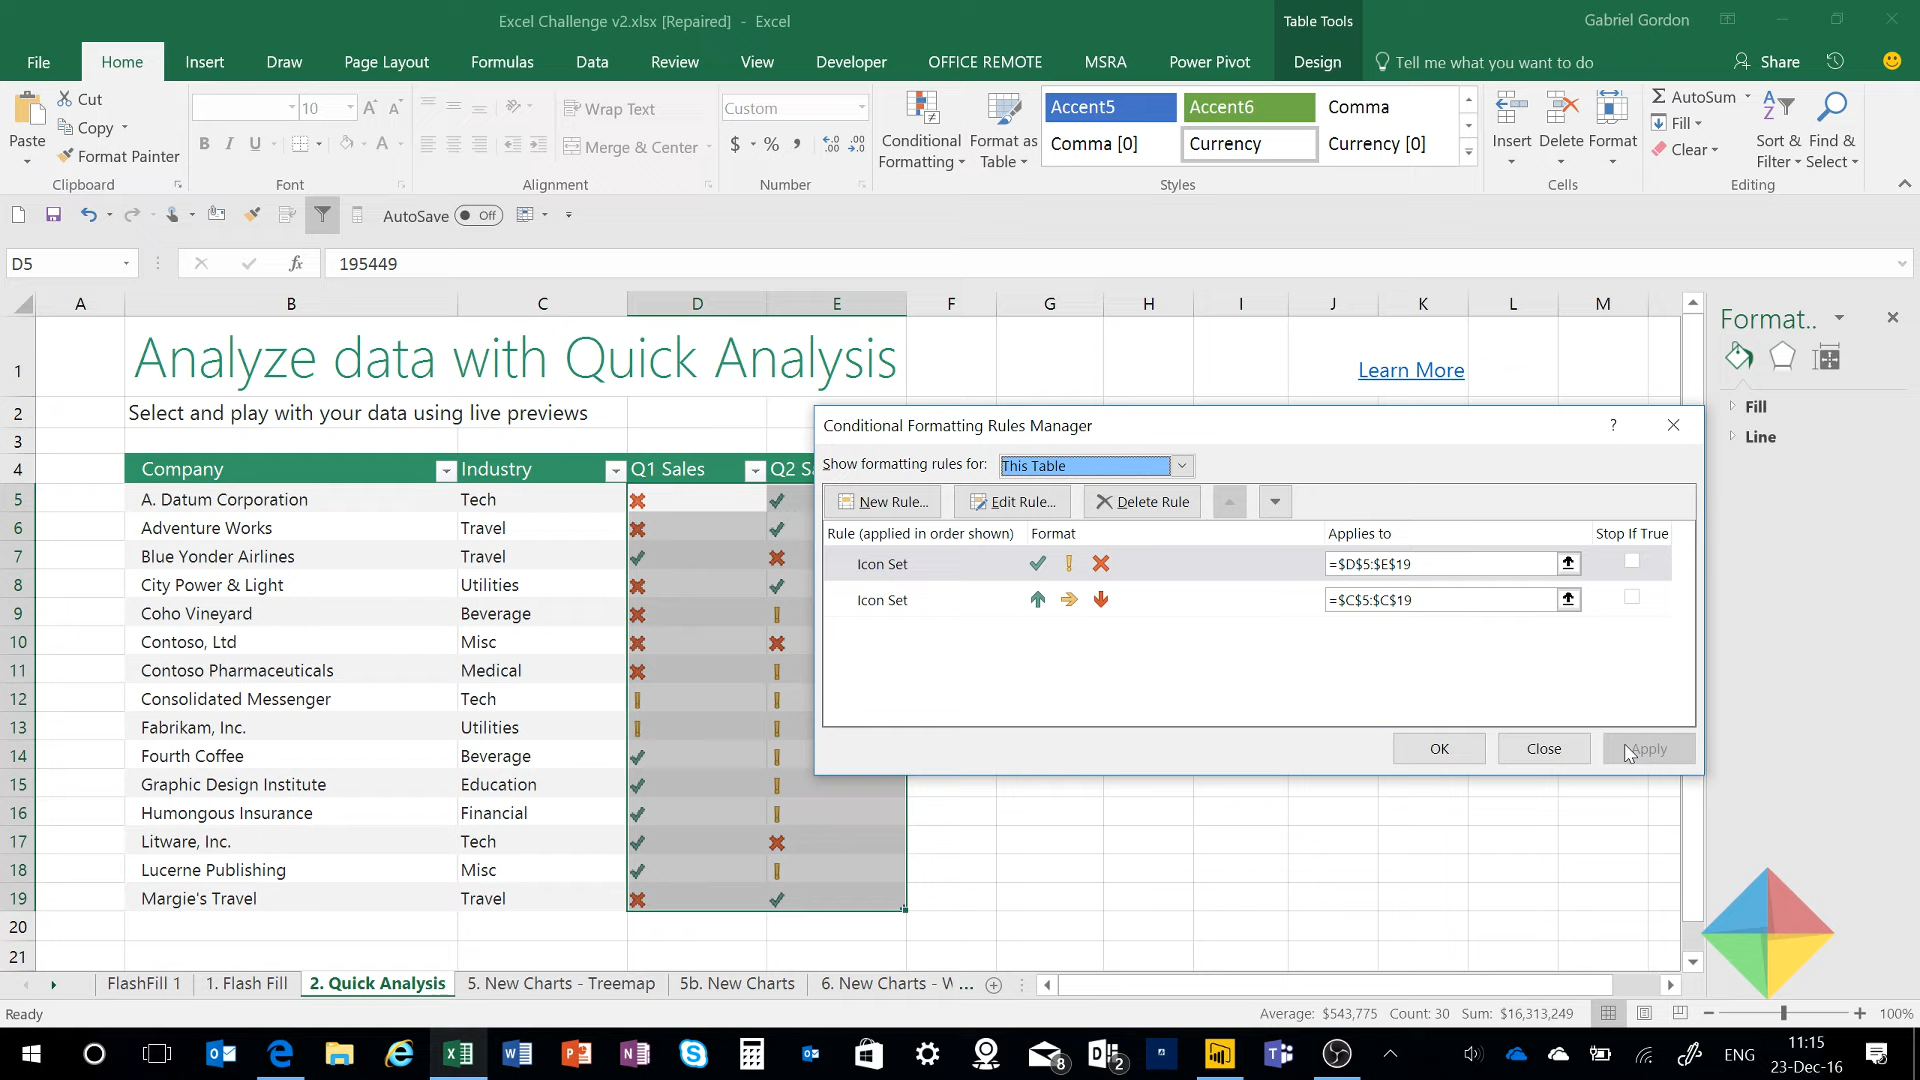 Excel Challenge v2.xlsx [Repaired] - Excel
Table Tools
Gabriel Gordon
File Home Insert Draw Page Layout Formulas Data Review View Developer OFFICE REMOTE MSRA Power Pivot Design Tell me what you want to do Share
Paste
Cut
Copy
Format Painter
Clipboard
10
B I U
Font
Wrap Text
Merge & Center
Alignment
Custom
$ % ,
Number
Conditional Formatting
Format as Table
Accent5 Accent6 Comma
Comma [0] Currency Currency [0]
Styles
Insert Delete Format
Cells
AutoSum
Fill
Clear
Sort & Filter
Find & Select
Editing
AutoSave Off
D5 fx 195449
A B C D E F G H I J K L M
1 Analyze data with Quick Analysis Learn More
2 Select and play with your data using live previews
3
4 Company Industry Q1 Sales Q2 Sa
5 A. Datum Corporation Tech
6 Adventure Works Travel
7 Blue Yonder Airlines Travel
8 City Power & Light Utilities
9 Coho Vineyard Beverage
10 Contoso, Ltd Misc
11 Contoso Pharmaceuticals Medical
12 Consolidated Messenger Tech
13 Fabrikam, Inc. Utilities
14 Fourth Coffee Beverage
15 Graphic Design Institute Education
16 Humongous Insurance Financial
17 Litware, Inc. Tech
18 Lucerne Publishing Misc
19 Margie's Travel Travel
20
21
Conditional Formatting Rules Manager ?
Show formatting rules for: This Table
New Rule... Edit Rule... Delete Rule
Rule (applied in order shown) Format Applies to Stop If True
Icon Set =$D$5:$E$19
Icon Set =$C$5:$C$19
OK Close Apply
Format..
Fill
Line
FlashFill 1 1. Flash Fill 2. Quick Analysis 5. New Charts - Treemap 5b. New Charts 6. New Charts - W ...
Ready Average: $543,775 Count: 30 Sum: $16,313,249 100%
8 2 ENG 11:15
23-Dec-16